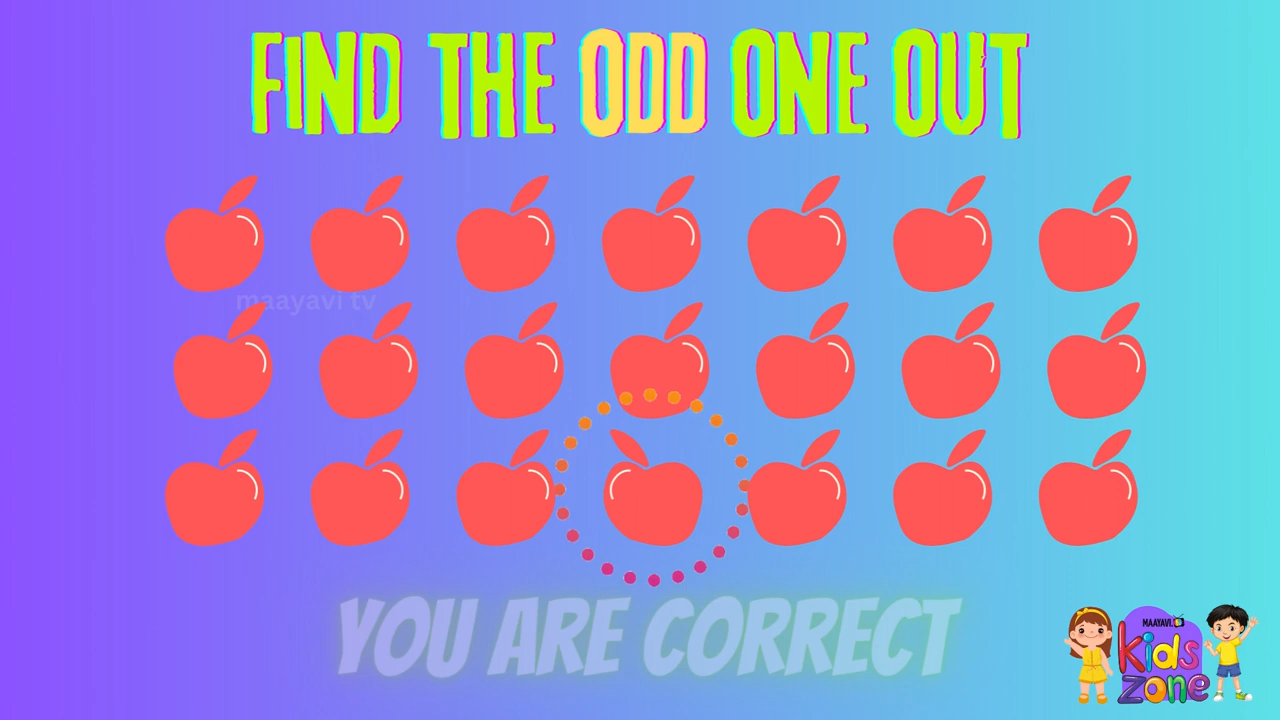 FIND THE ODD ONE OUT
maayavi tv
YOU ARE CORRECT
MAAYAVI
kids
zone